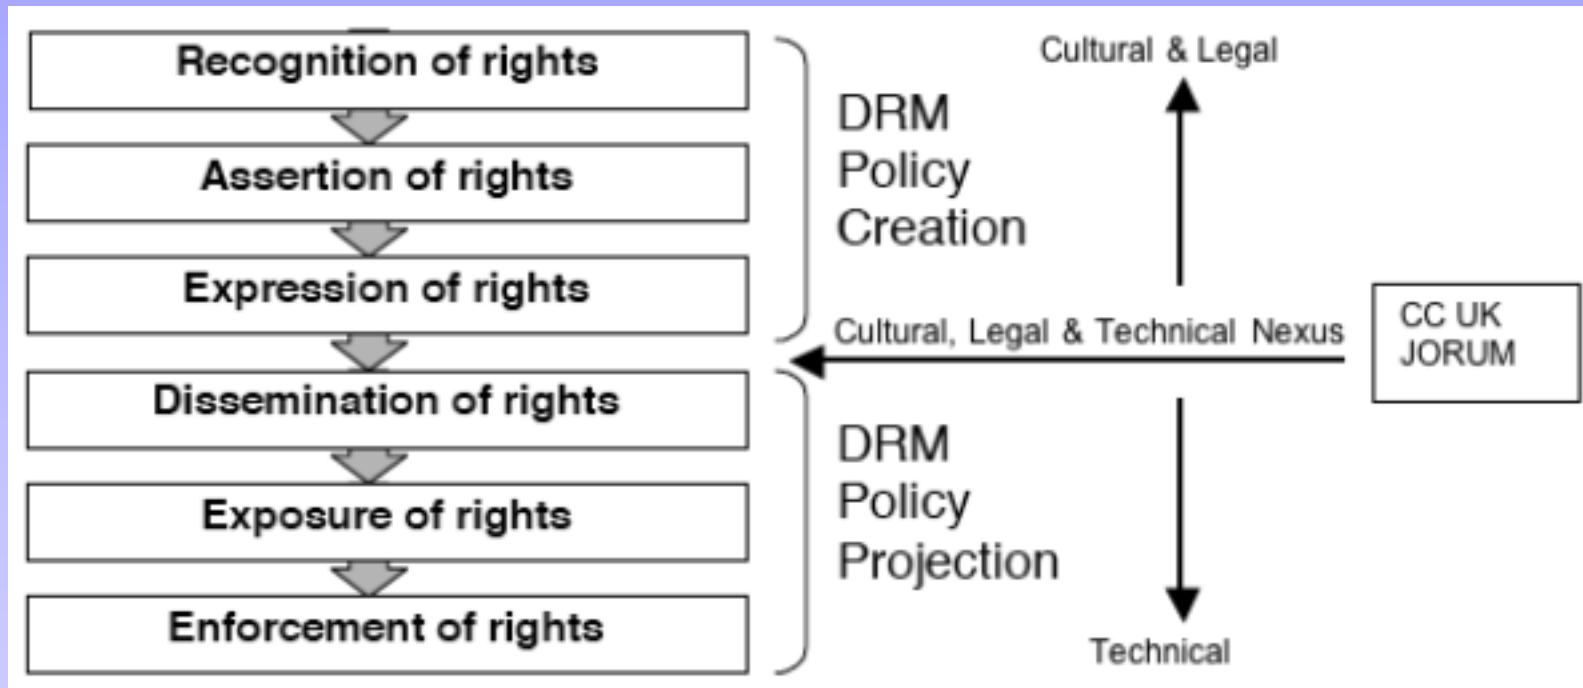 Recognition of rights
Assertion of rights
Expression of rights
Dissemination of rights
Exposure of rights
Enforcement of rights
DRM
Policy
Creation
DRM
Policy
Projection
Cultural & Legal
Cultural, Legal & Technical Nexus
Technical
CC UK
JORUM